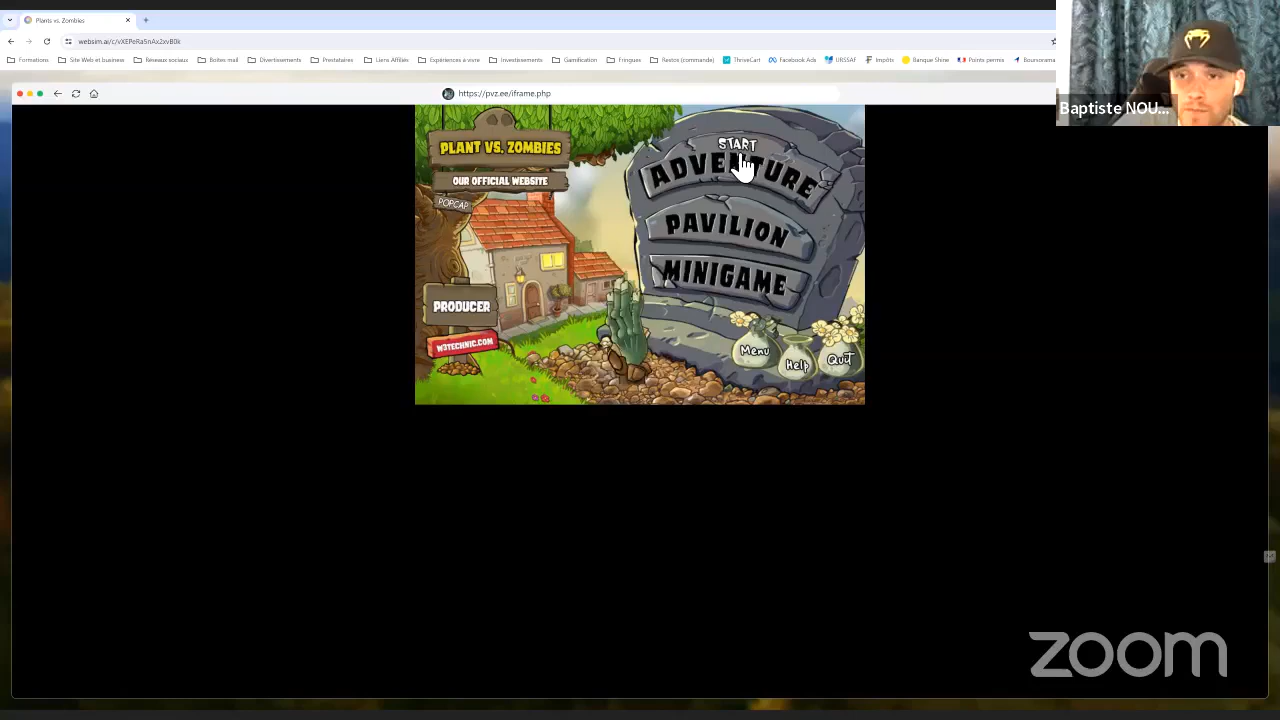 Plants vs. Zombies
websim.ai/c/vXEPeRa5nAx2xvB0k
Formations
Site Web et business
Réseaux sociaux
Boîtes mail
Divertissements
Prestataires
Liens Affiliés
Expériences à vivre
Investissements
Gamification
Fringues
Restos (commande)
ThriveCart
Facebook Ads
URSSAF
Impôts
Banque Shine
Points permis
Boursorama
https://pvz.ee/iframe.php
Baptiste NOU...
PLANT VS. ZOMBIES
OUR OFFICIAL WEBSITE
POPCAP
START
ADVENTURE
PAVILION
MINIGAME
PRODUCER
W3TECHNIC.COM
Menu
Help
Quit
zoom